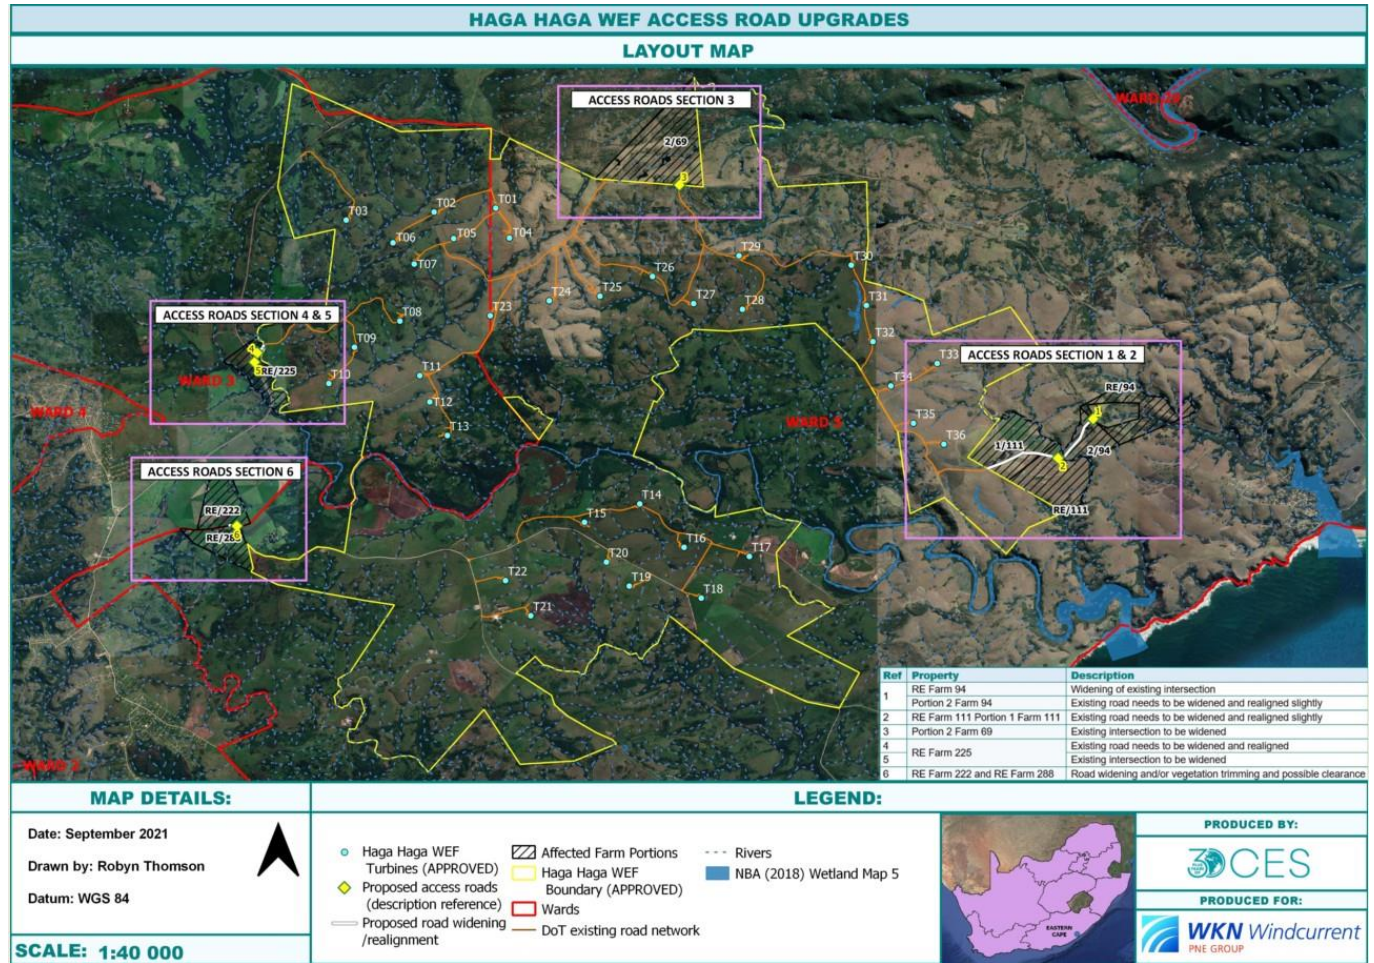 HAGA HAGA WEF ACCESS ROAD UPGRADES
LAYOUT MAP
ACCESS ROADS SECTION 3
2/69
3
T03
T02
T01
T06
T05
T04
T07
T29
T30
T26
T24
T25
T27
T28
T31
T23
T08
T32
ACCESS ROADS SECTION 4 & 5
4
5
RE/225
WARD 3
T09
T10
T11
T12
T13
WARD 4
WARD 5
ACCESS ROADS SECTION 1 & 2
T33
T34
RE/94
1
T35
T36
1/111
2/94
2
RE/111
ACCESS ROADS SECTION 6
RE/222
6
T14
T15
T16
T17
T20
T19
T18
T22
T21
Ref Property Description
1 RE Farm 94 Widening of existing intersection
Portion 2 Farm 94 Existing road needs to be widened and realigned slightly
2 RE Farm 111 Portion 1 Farm 111 Existing road needs to be widened and realigned slightly
3 Portion 2 Farm 69 Existing intersection to be widened
4 RE Farm 225 Existing road needs to be widened and realigned
5 Existing intersection to be widened
6 RE Farm 222 and RE Farm 288 Road widening and/or vegetation trimming and possible clearance
MAP DETAILS:
Date: September 2021
Drawn by: Robyn Thomson
Datum: WGS 84
SCALE: 1:40 000
LEGEND:
Haga Haga WEF
Turbines (APPROVED)
Proposed access roads
(description reference)
Proposed road widening
/realignment
Affected Farm Portions
Haga Haga WEF
Boundary (APPROVED)
Wards
DoT existing road network
Rivers
NBA (2018) Wetland Map 5
EASTERN
CAPE
PRODUCED BY:
30 CES
PRODUCED FOR:
WKN Windcurrent
PNE GROUP